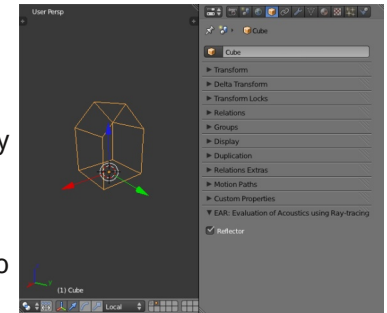 User Persp
Cube
Cube
Transform
Delta Transform
Transform Locks
Relations
Groups
Display
Duplication
Relations Extras
Motion Paths
Custom Properties
EAR: Evaluation of Acoustics using Ray-tracing
Reflector
y
o
Y
(1) Cube
Local